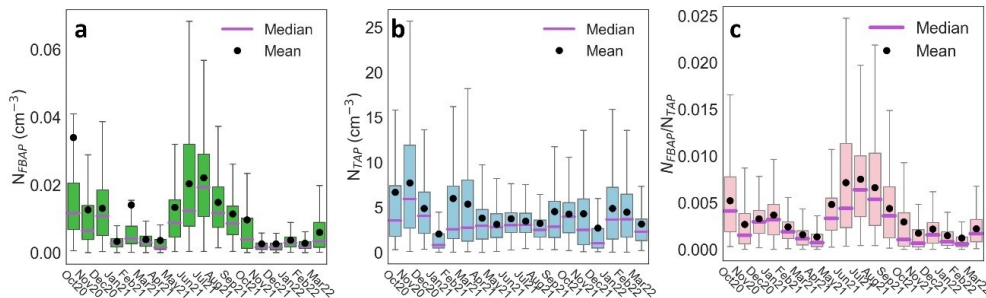 a
Median
Mean
N_FBAP (cm⁻³)
0.06
0.04
0.02
0.00
Oct20 Nov20 Dec20 Jan21 Feb21 Mar21 Apr21 May21 Jun21 Jul21 Aug21 Sep21 Oct21 Nov21 Dec21 Jan22 Feb22 Mar22
b
Median
Mean
N_TAP (cm⁻³)
25
20
15
10
5
0
Oct20 Nov20 Dec20 Jan21 Feb21 Mar21 Apr21 May21 Jun21 Jul21 Aug21 Sep21 Oct21 Nov21 Dec21 Jan22 Feb22 Mar22
c
Median
Mean
N_FBAP/N_TAP
0.025
0.020
0.015
0.010
0.005
0.000
Oct20 Nov20 Dec20 Jan21 Feb21 Mar21 Apr21 May21 Jun21 Jul21 Aug21 Sep21 Oct21 Nov21 Dec21 Jan22 Feb22 Mar22